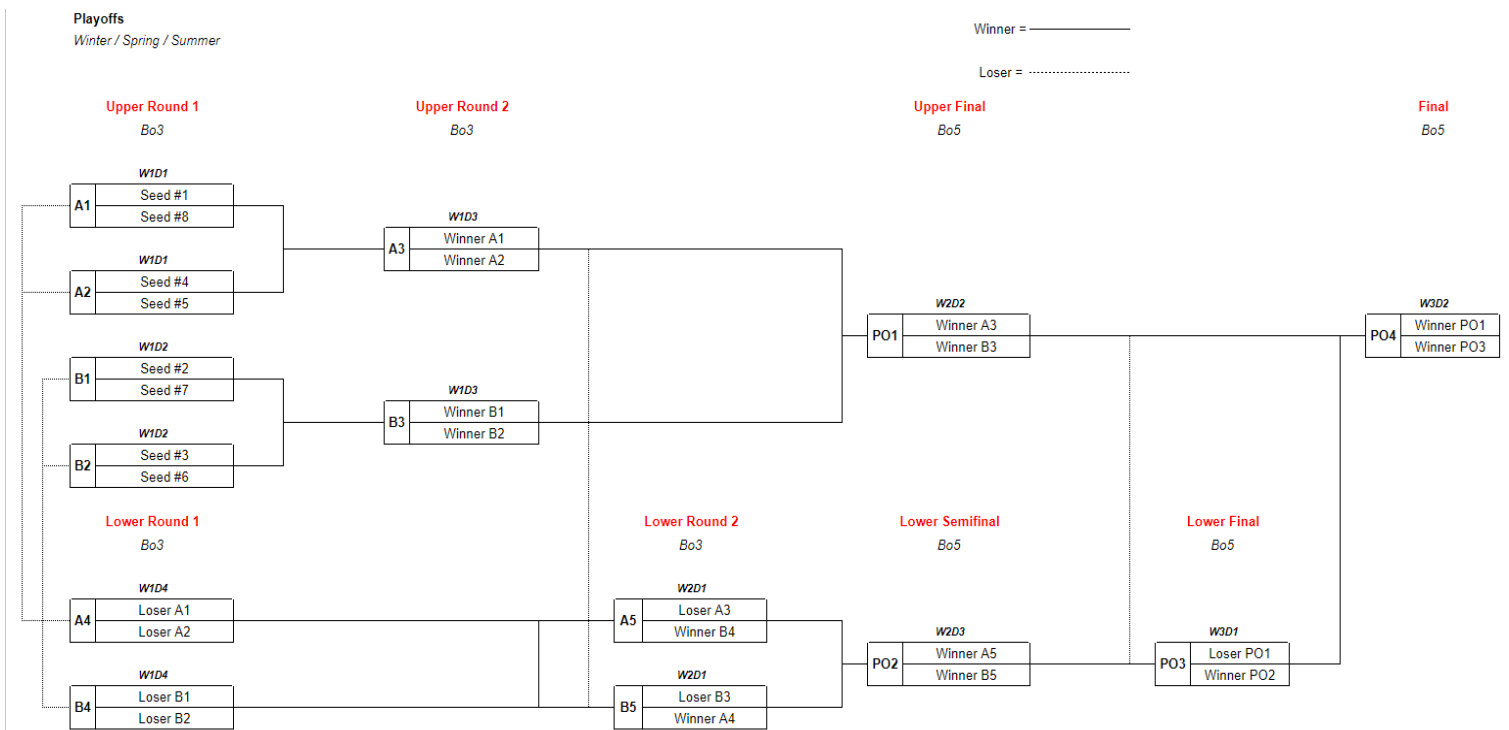 Playoffs
Winter / Spring / Summer
Winner =
Loser =
Upper Round 1
Bo3
Upper Round 2
Bo3
Upper Final
Bo5
Final
Bo5
W1D1
A1
Seed #1
Seed #8
W1D1
A2
Seed #4
Seed #5
W1D2
B1
Seed #2
Seed #7
W1D2
B2
Seed #3
Seed #6
W1D3
A3
Winner A1
Winner A2
W1D3
B3
Winner B1
Winner B2
W2D2
PO1
Winner A3
Winner B3
W3D2
PO4
Winner PO1
Winner PO3
Lower Round 1
Bo3
Lower Round 2
Bo3
Lower Semifinal
Bo5
Lower Final
Bo5
W1D4
A4
Loser A1
Loser A2
W1D4
B4
Loser B1
Loser B2
W2D1
A5
Loser A3
Winner B4
W2D1
B5
Loser B3
Winner A4
W2D3
PO2
Winner A5
Winner B5
W3D1
PO3
Loser PO1
Winner PO2